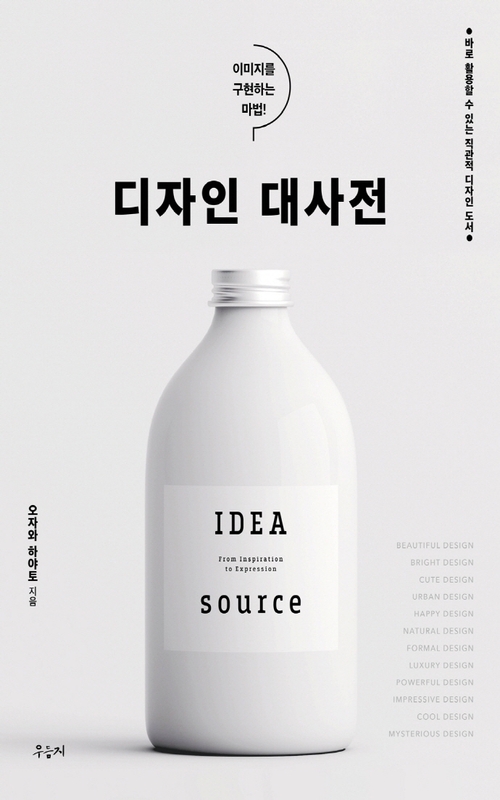 이미지를
구현하는
마법!
디자인 대사전
바로 활용할 수 있는 직관적 디자인 도서
IDEA
From Inspiration
to Expression
source
오자와 하야토 지음
BEAUTIFUL DESIGN
BRIGHT DESIGN
CUTE DESIGN
URBAN DESIGN
HAPPY DESIGN
NATURAL DESIGN
FORMAL DESIGN
LUXURY DESIGN
POWERFUL DESIGN
IMPRESSIVE DESIGN
COOL DESIGN
MYSTERIOUS DESIGN
우듬지